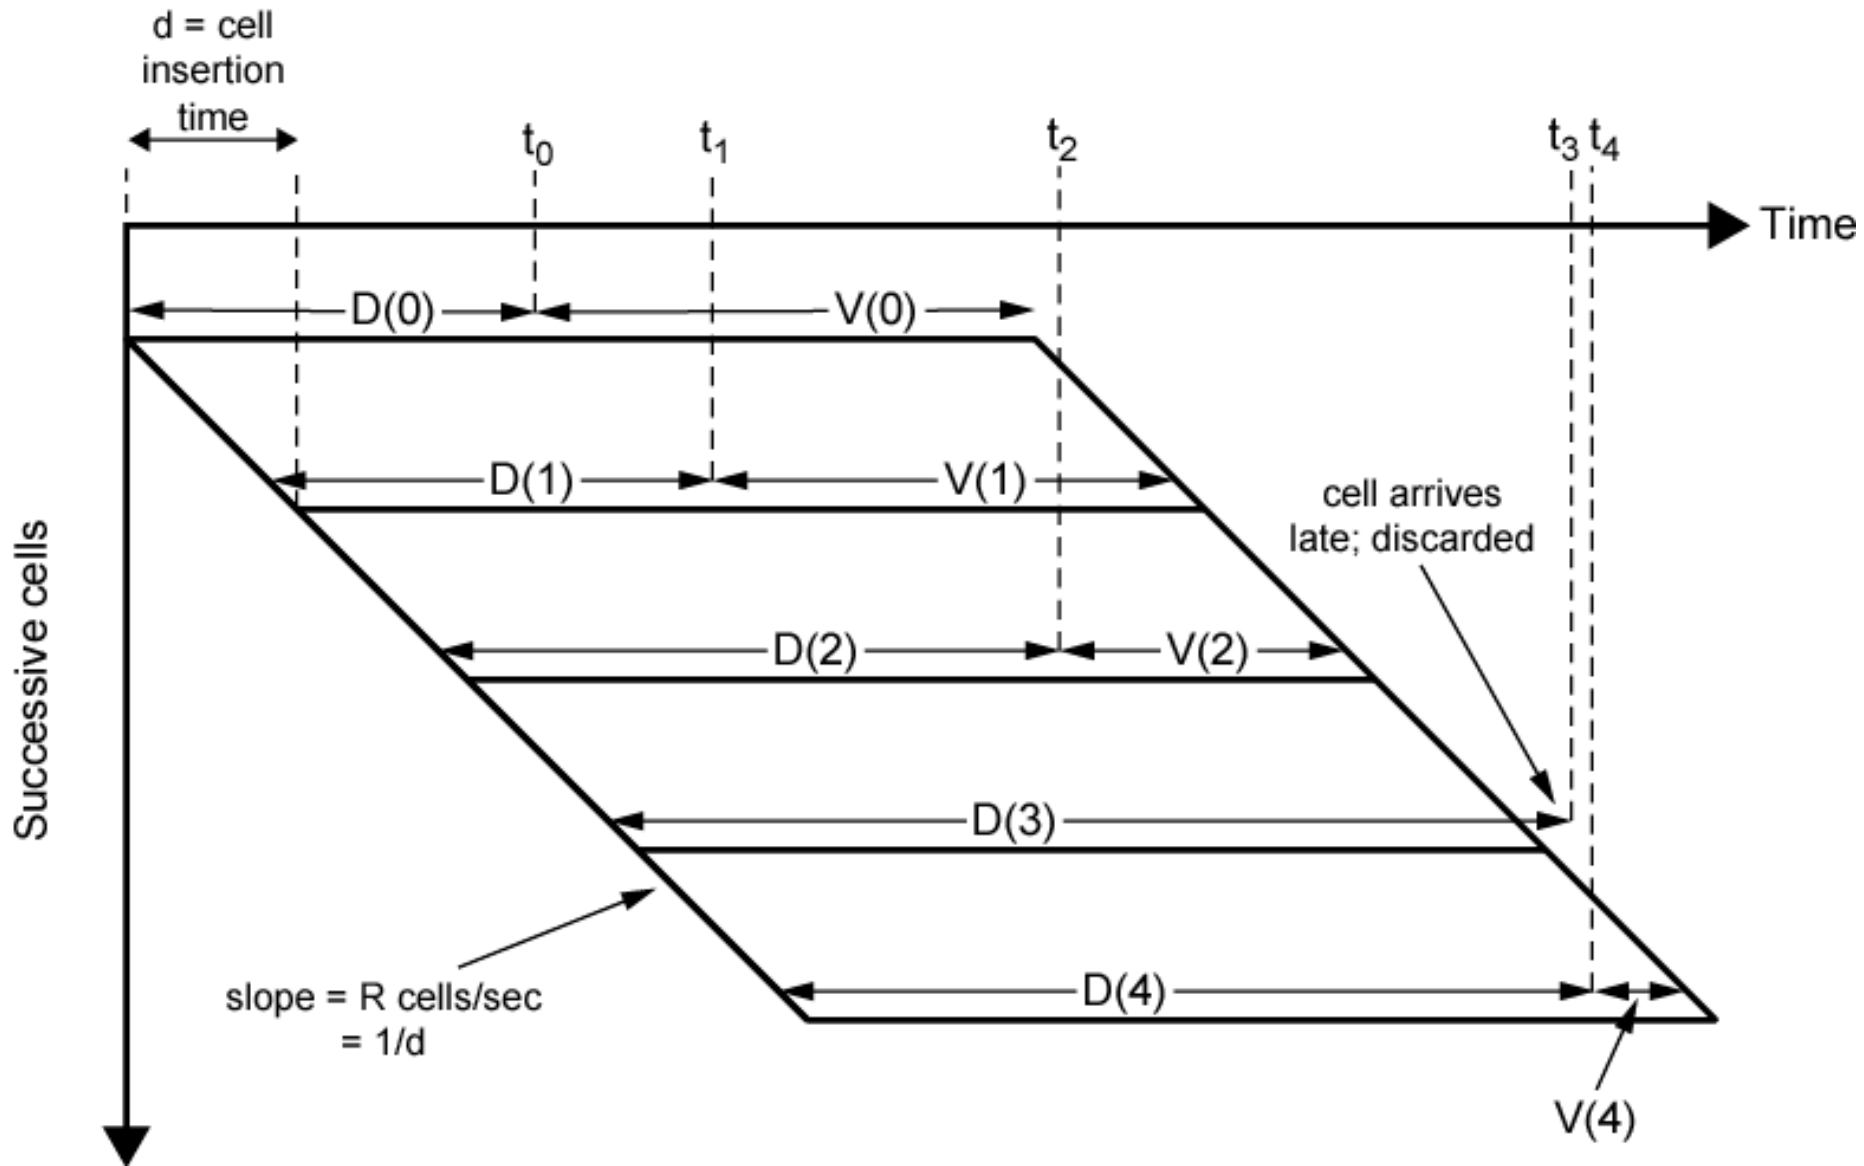 d = cell
insertion
time
t₀
t₁
t₂
t₃
t₄
Time
D(0)
V(0)
D(1)
V(1)
cell arrives
late; discarded
D(2)
V(2)
Successive cells
D(3)
D(4)
slope = R cells/sec
= 1/d
V(4)